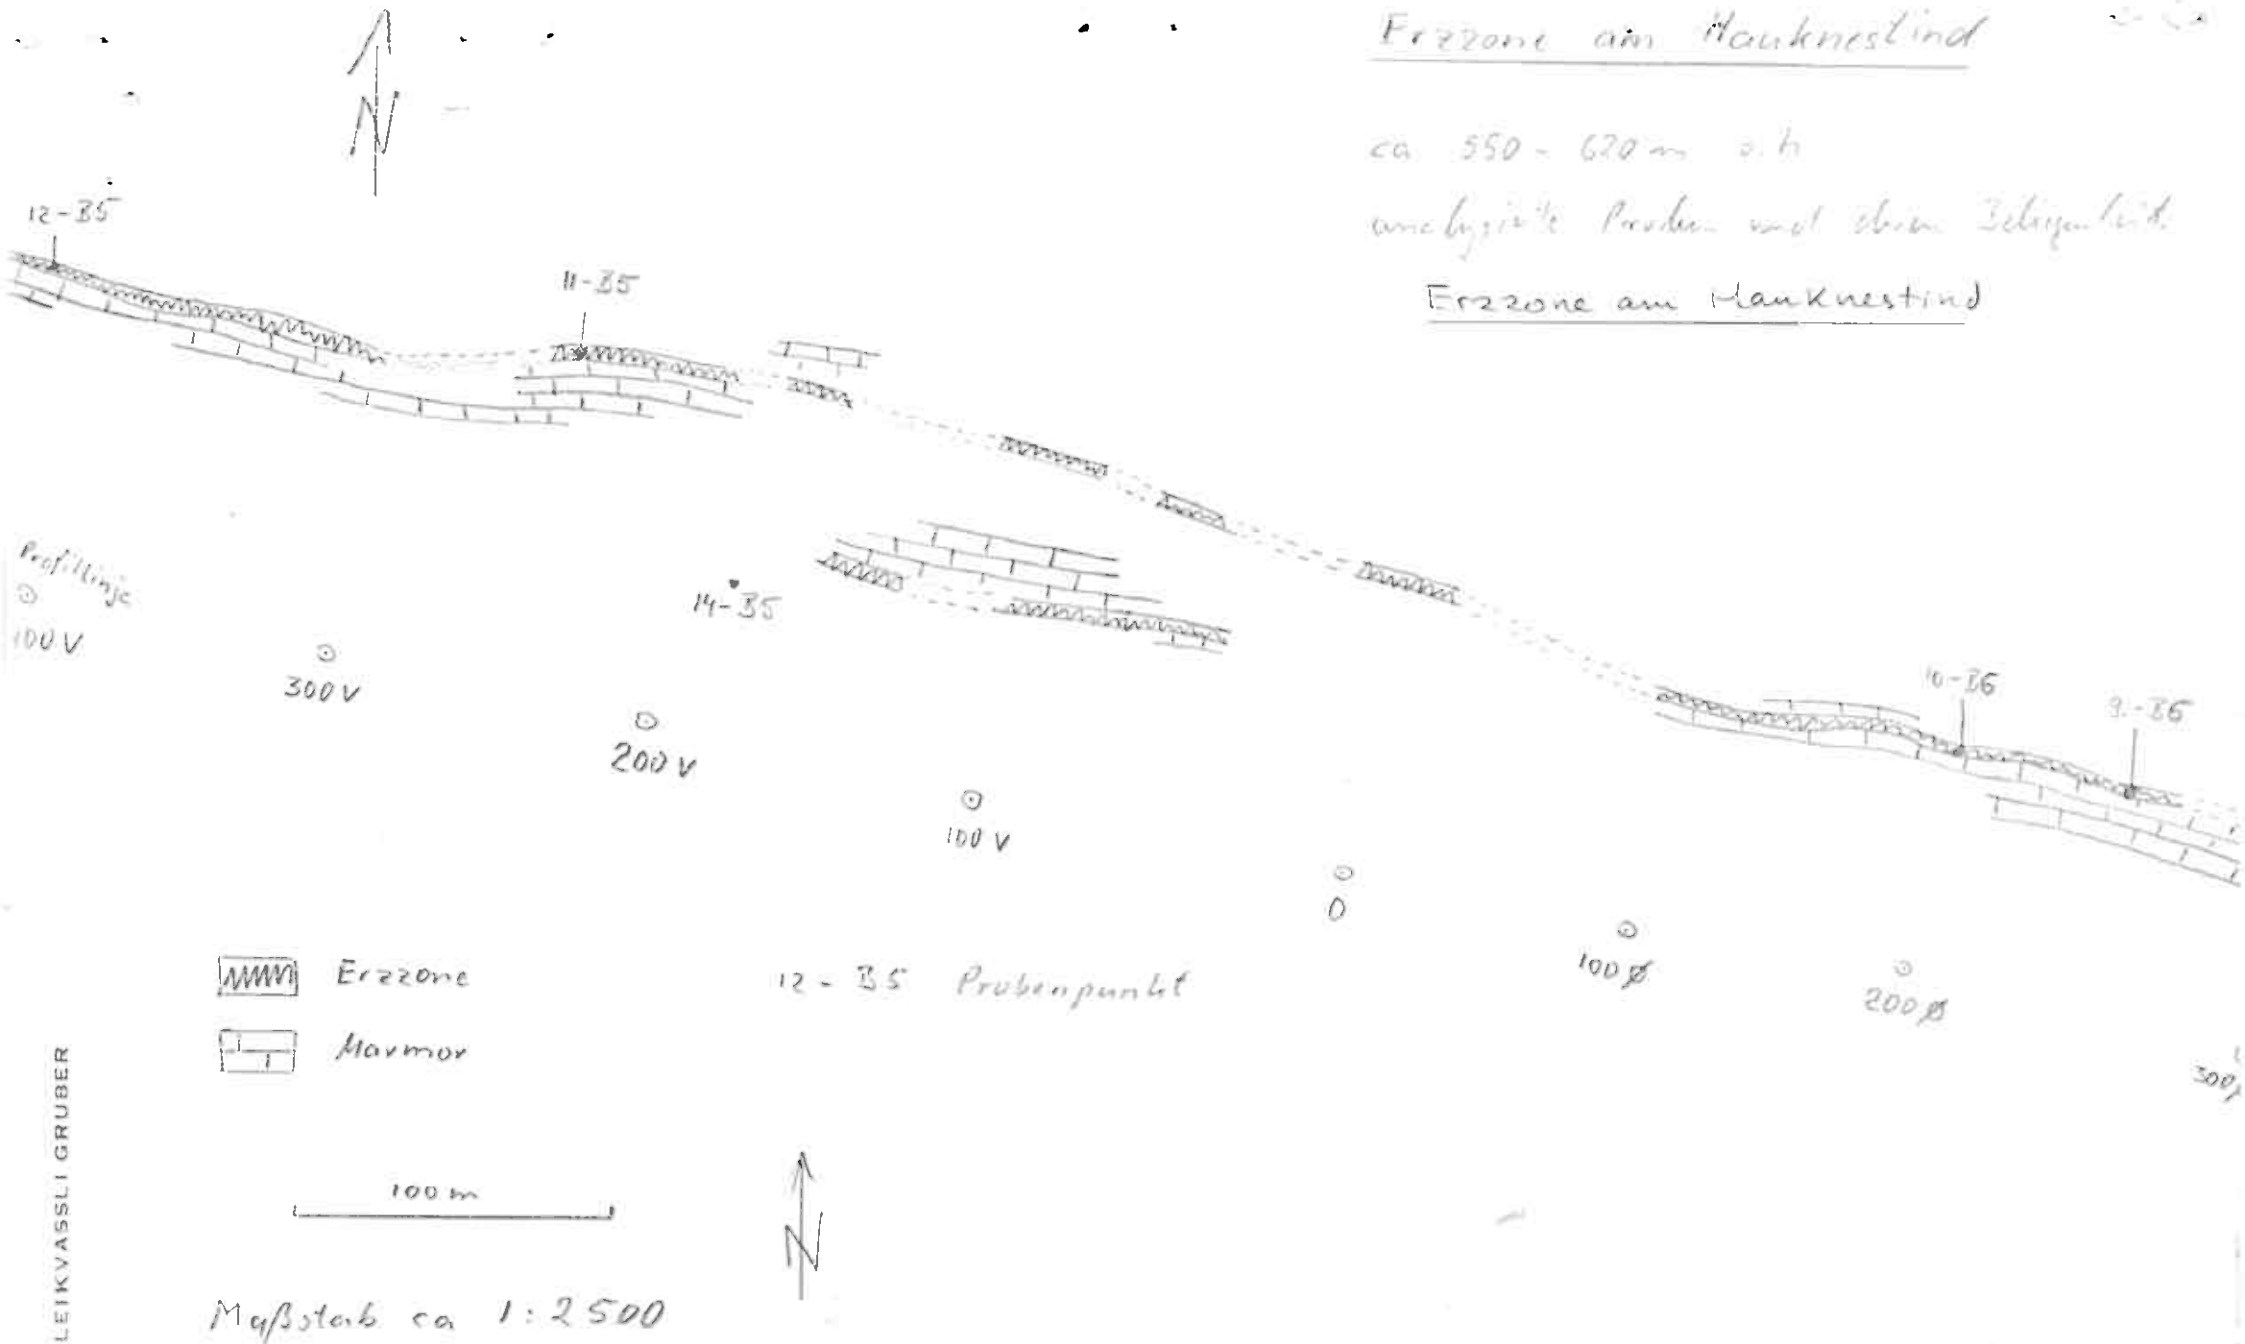 Erzzone am Hauknestind
ca 550 - 620 m ü.h
Erzzone am Hauknestind
N
12-B5
11-B5
Profillinje
100 V
300 V
200 V
100 V
0
100 Ø
200 Ø
300
14-B5
10-B6
9.-B6
Erzzone
Marmor
12 - B5 Probenpunkt
100 m
N
Maßstab ca 1:2500
LEIKVASSLI GRUBER